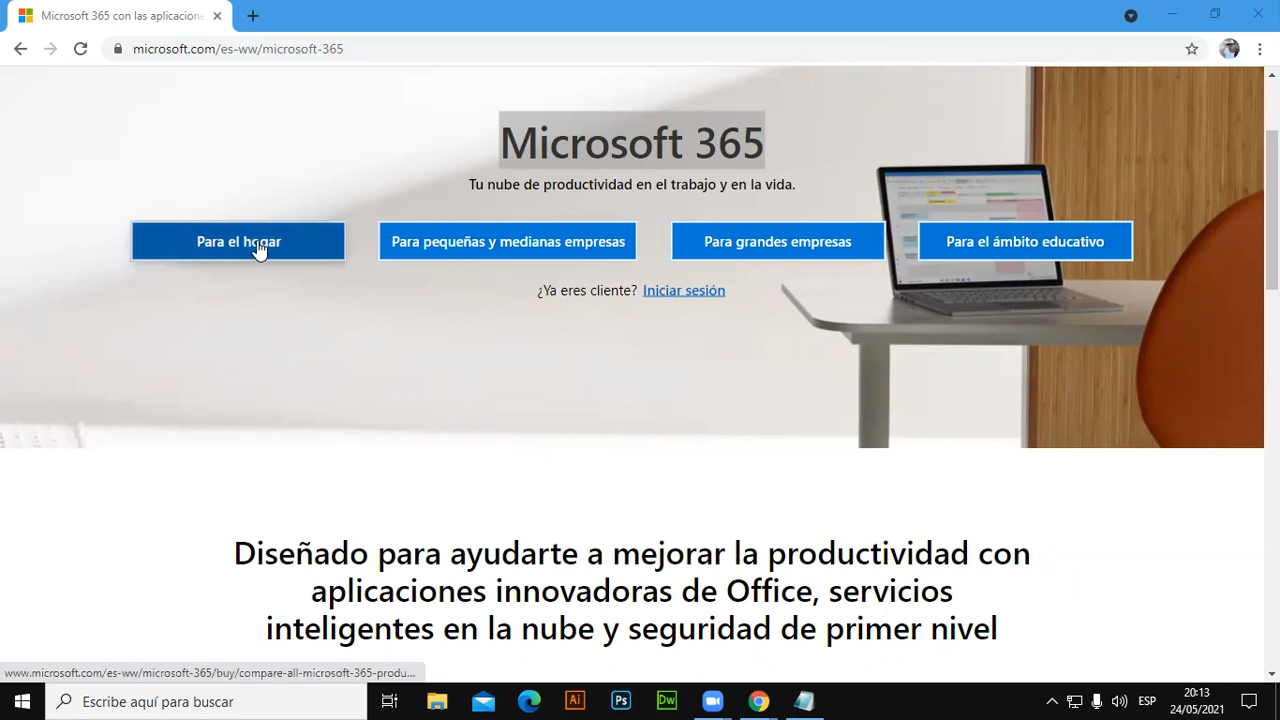 Microsoft 365 con las aplicacione
microsoft.com/es-ww/microsoft-365
Microsoft 365
Tu nube de productividad en el trabajo y en la vida.
Para el hogar
Para pequeñas y medianas empresas
Para grandes empresas
Para el ámbito educativo
¿Ya eres cliente? Iniciar sesión
Diseñado para ayudarte a mejorar la productividad con
aplicaciones innovadoras de Office, servicios
inteligentes en la nube y seguridad de primer nivel
www.microsoft.com/es-ww/microsoft-365/buy/compare-all-microsoft-365-produ...
Escribe aquí para buscar
Ai
Ps
Dw
ESP
20:13
24/05/2021